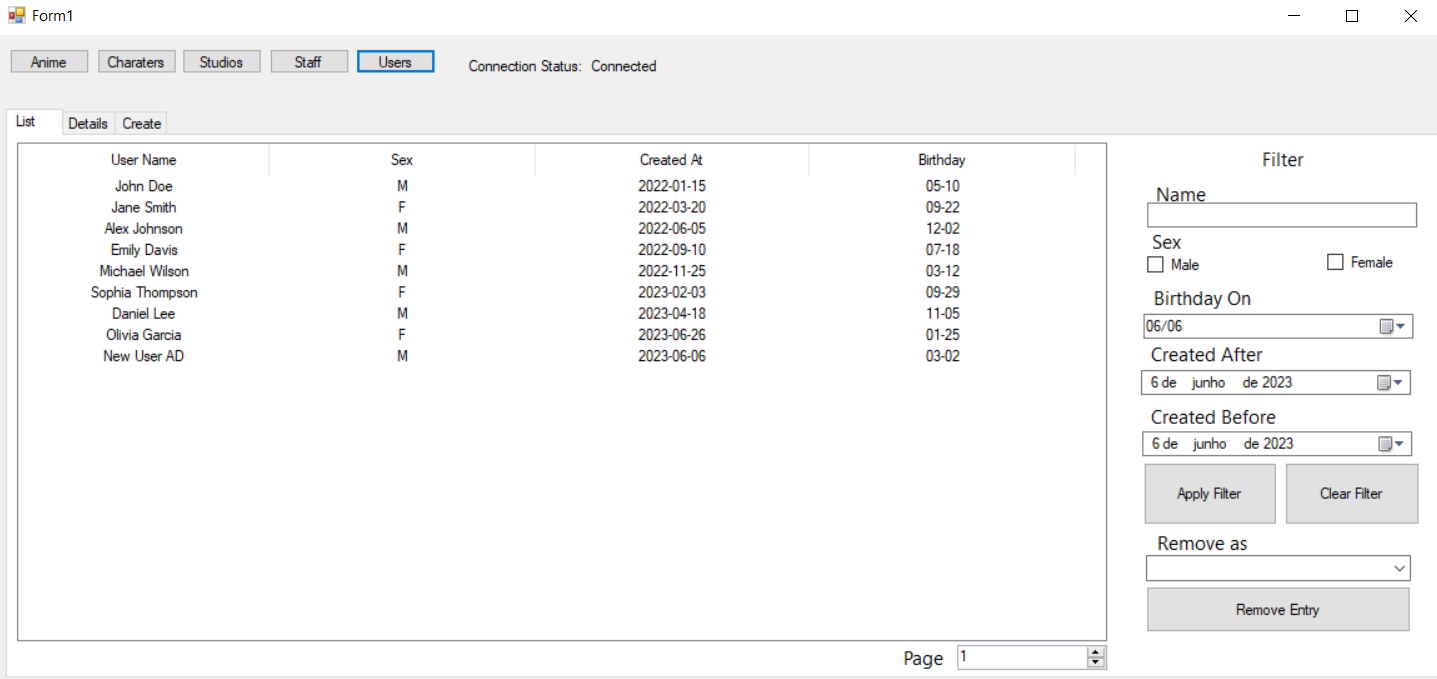 Form1
Anime Charaters Studios Staff Users Connection Status: Connected
List Details Create
User Name Sex Created At Birthday
John Doe M 2022-01-15 05-10
Jane Smith F 2022-03-20 09-22
Alex Johnson M 2022-06-05 12-02
Emily Davis F 2022-09-10 07-18
Michael Wilson M 2022-11-25 03-12
Sophia Thompson F 2023-02-03 09-29
Daniel Lee M 2023-04-18 11-05
Olivia Garcia F 2023-06-26 01-25
New User AD M 2023-06-06 03-02
Page 1
Filter
Name
Sex
Male Female
Birthday On
06/06
Created After
6 de junho de 2023
Created Before
6 de junho de 2023
Apply Filter Clear Filter
Remove as
Remove Entry